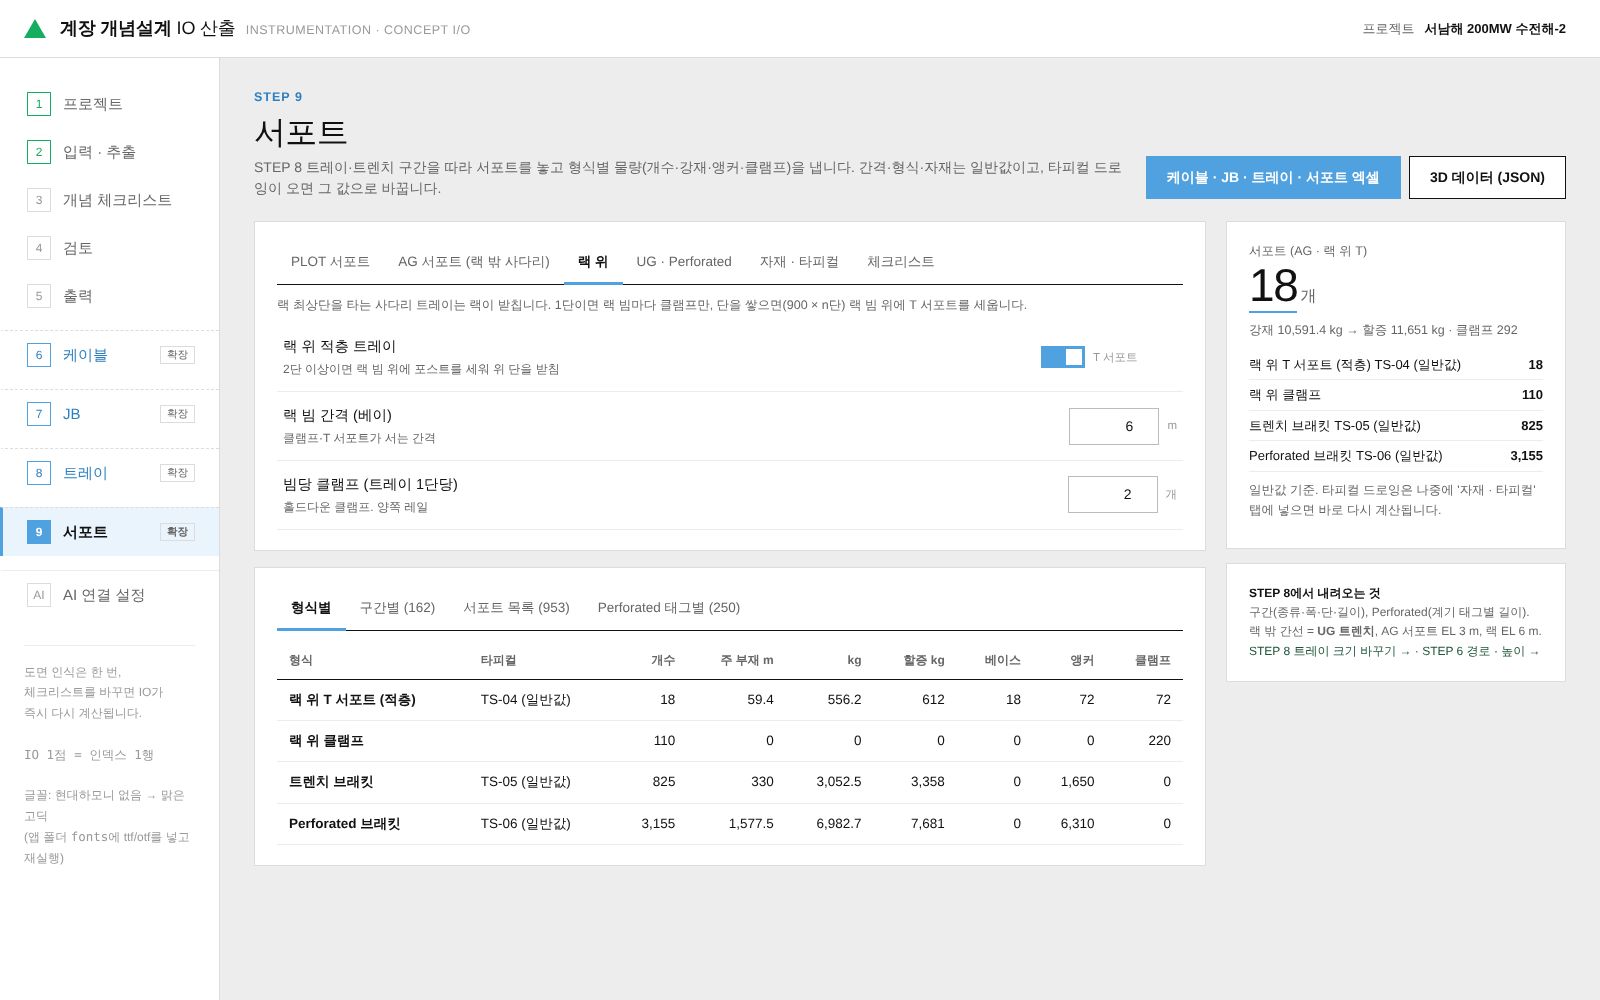 계장 개념설계 IO 산출 INSTRUMENTATION · CONCEPT I/O
프로젝트 서남해 200MW 수전해-2
1 프로젝트
2 입력 · 추출
3 개념 체크리스트
4 검토
5 출력
6 케이블 확장
7 JB 확장
8 트레이 확장
9 서포트 확장
AI AI 연결 설정
도면 인식은 한 번,
체크리스트를 바꾸면 IO가
즉시 다시 계산됩니다.
IO 1점 = 인덱스 1행
글꼴: 현대하모니 없음 → 맑은
고딕
(앱 폴더 fonts에 ttf/otf를 넣고
재실행)
STEP 9
서포트
STEP 8 트레이·트렌치 구간을 따라 서포트를 놓고 형식별 물량(개수·강재·앵커·클램프)을 냅니다. 간격·형식·자재는 일반값이고, 타피컬 드로
잉이 오면 그 값으로 바꿉니다.
케이블 · JB · 트레이 · 서포트 엑셀
3D 데이터 (JSON)
PLOT 서포트 AG 서포트 (랙 밖 사다리) 랙 위 UG · Perforated 자재 · 타피컬 체크리스트
랙 최상단을 타는 사다리 트레이는 랙이 받칩니다. 1단이면 랙 빔마다 클램프만, 단을 쌓으면(900 × n단) 랙 빔 위에 T 서포트를 세웁니다.
랙 위 적층 트레이
2단 이상이면 랙 빔 위에 포스트를 세워 위 단을 받침
T 서포트
랙 빔 간격 (베이)
클램프·T 서포트가 서는 간격
6 m
빔당 클램프 (트레이 1단당)
홀드다운 클램프. 양쪽 레일
2 개
형식별 구간별 (162) 서포트 목록 (953) Perforated 태그별 (250)
형식 타피컬 개수 주 부재 m kg 할증 kg 베이스 앵커 클램프
랙 위 T 서포트 (적층) TS-04 (일반값) 18 59.4 556.2 612 18 72 72
랙 위 클램프 110 0 0 0 0 0 220
트렌치 브래킷 TS-05 (일반값) 825 330 3,052.5 3,358 0 1,650 0
Perforated 브래킷 TS-06 (일반값) 3,155 1,577.5 6,982.7 7,681 0 6,310 0
서포트 (AG · 랙 위 T)
18 개
강재 10,591.4 kg → 할증 11,651 kg · 클램프 292
랙 위 T 서포트 (적층) TS-04 (일반값) 18
랙 위 클램프 110
트렌치 브래킷 TS-05 (일반값) 825
Perforated 브래킷 TS-06 (일반값) 3,155
일반값 기준. 타피컬 드로잉은 나중에 '자재 · 타피컬'
탭에 넣으면 바로 다시 계산됩니다.
STEP 8에서 내려오는 것
구간(종류·폭·단·길이), Perforated(계기 태그별 길이).
랙 밖 간선 = UG 트렌치, AG 서포트 EL 3 m, 랙 EL 6 m.
STEP 8 트레이 크기 바꾸기 → · STEP 6 경로 · 높이 →